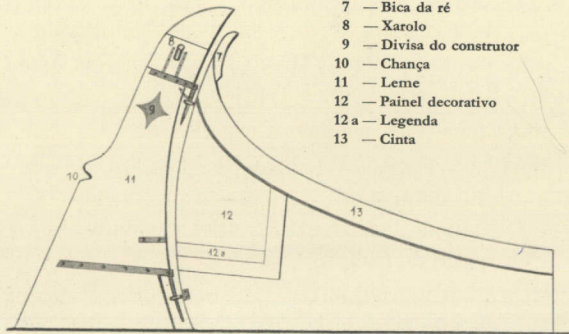 7 — Bica da ré
8 — Xarolo
9 — Divisa do construtor
10 — Chança
11 — Leme
12 — Painel decorativo
12 a — Legenda
13 — Cinta
8
7
9
10
11
12
13
12 a